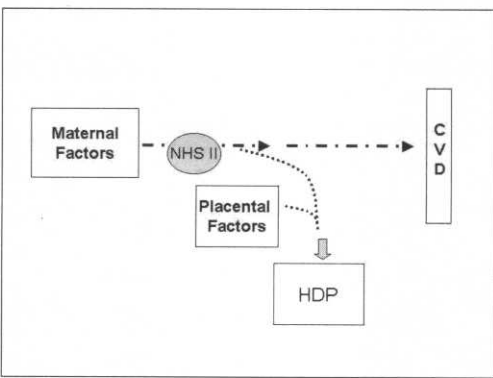 Maternal
Factors
NHS II
C
V
D
Placental
Factors
HDP